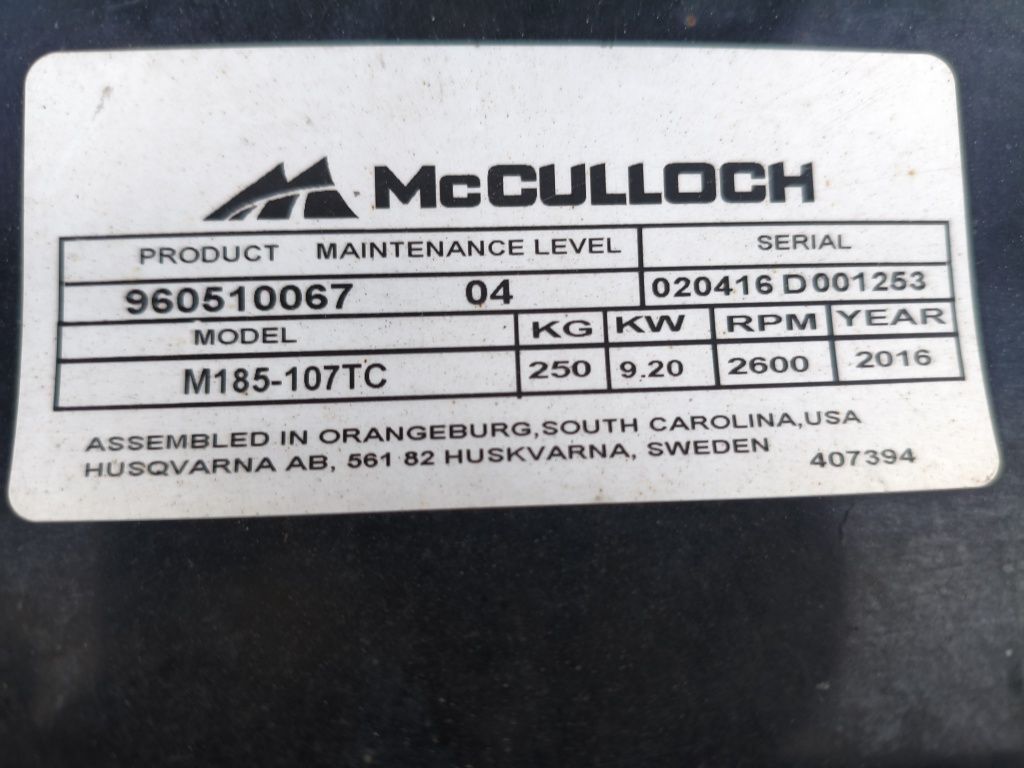 McCULLOCH
PRODUCT MAINTENANCE LEVEL SERIAL
960510067 04 020416 D 001253
MODEL KG KW RPM YEAR
M185-107TC 250 9.20 2600 2016
ASSEMBLED IN ORANGEBURG,SOUTH CAROLINA,USA
HUSQVARNA AB, 561 82 HUSKVARNA, SWEDEN 407394